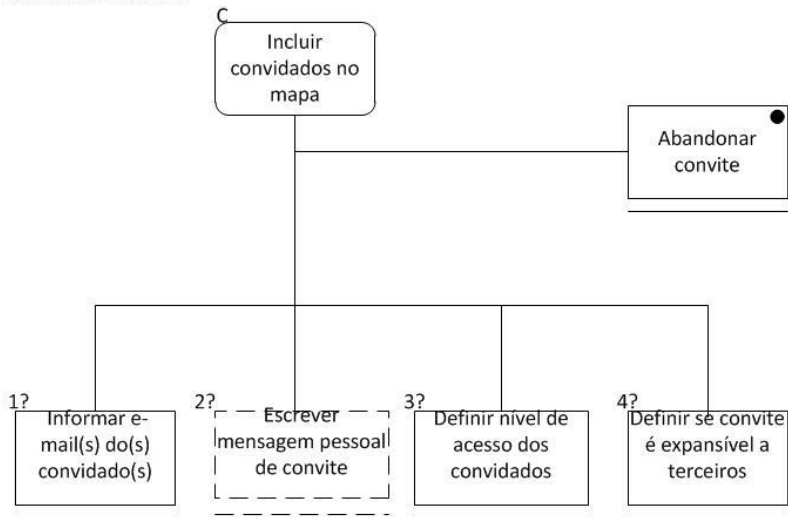 C
Incluir
convidados no
mapa
Abandonar
convite
1?
Informar e-
mail(s) do(s)
convidado(s)
2?
Escrever
mensagem pessoal
de convite
3?
Definir nível de
acesso dos
convidados
4?
Definir se convite
é expansível a
terceiros